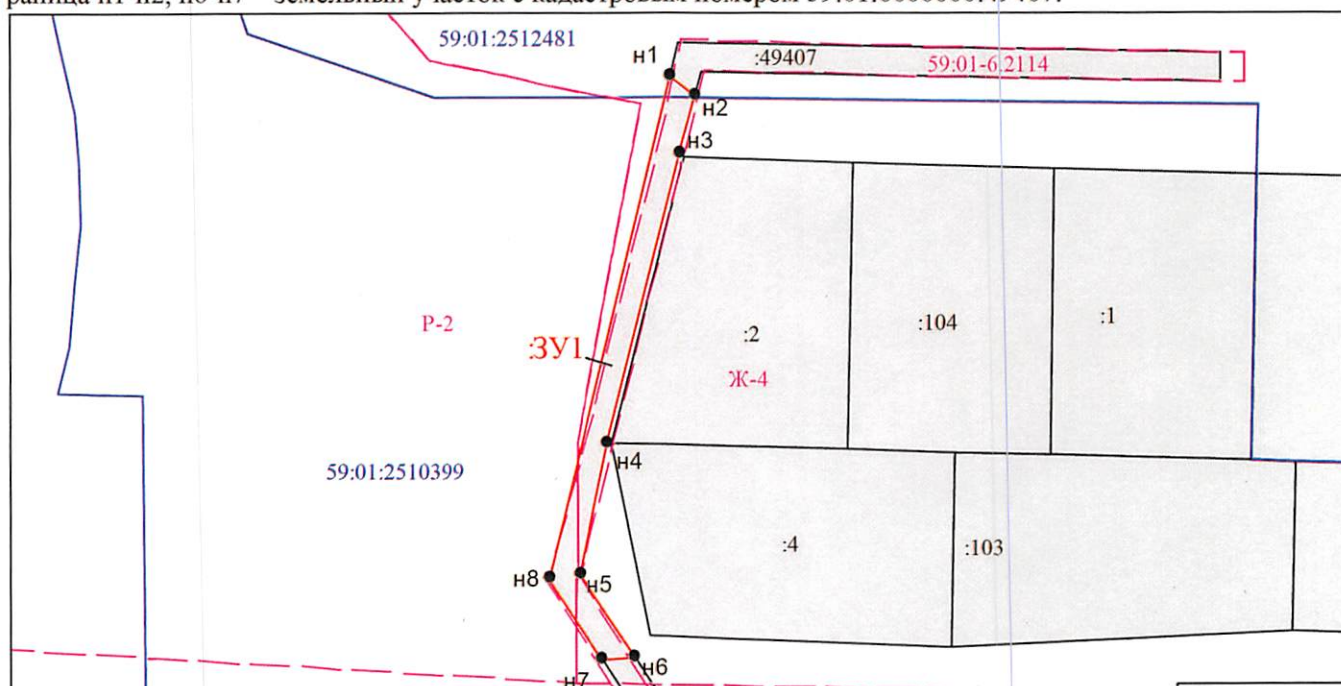 59:01:2512481
:49407
59:01-6.2114
н1
н2
н3
Р-2
:ЗУ1
:2
:104
:1
Ж-4
н4
59:01:2510399
:4
:103
н8
н5
н6
н7